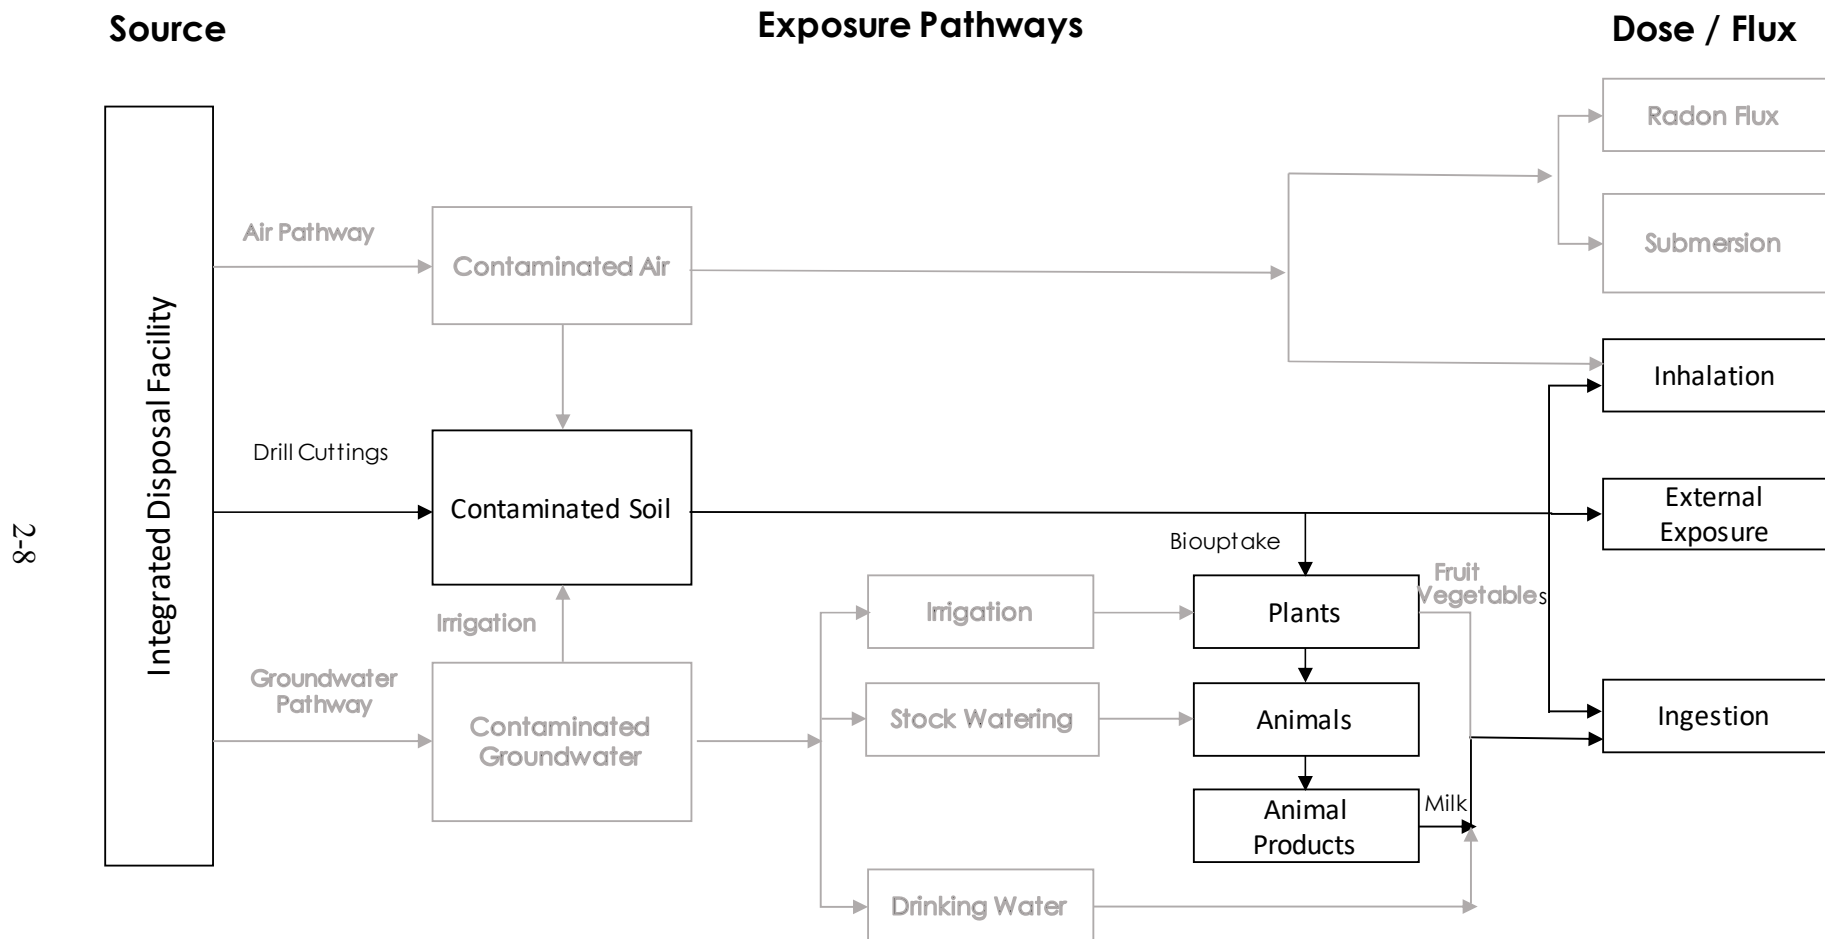 Source
Exposure Pathways
Dose / Flux
Radon Flux
Air Pathway
Contaminated Air
Submersion
Integrated Disposal Facility
Inhalation
Drill Cuttings
Contaminated Soil
External
Exposure
2-8
Biouptake
Fruit
Vegetables
Irrigation
Irrigation
Plants
Groundwater
Pathway
Contaminated
Groundwater
Stock Watering
Animals
Ingestion
Animal
Products
Milk
Drinking Water